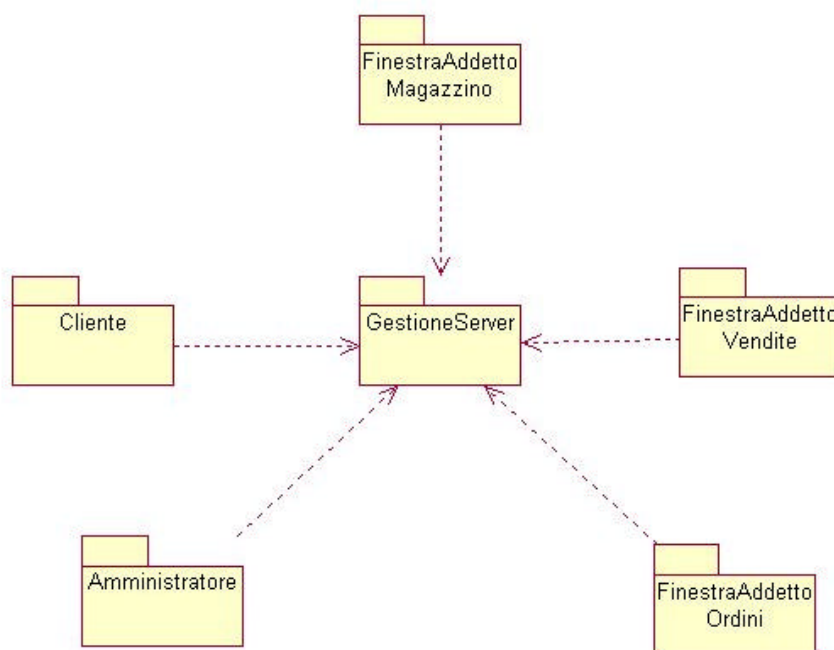 FinestraAddetto
Magazzino
Cliente
GestioneServer
FinestraAddetto
Vendite
Amministratore
FinestraAddetto
Ordini